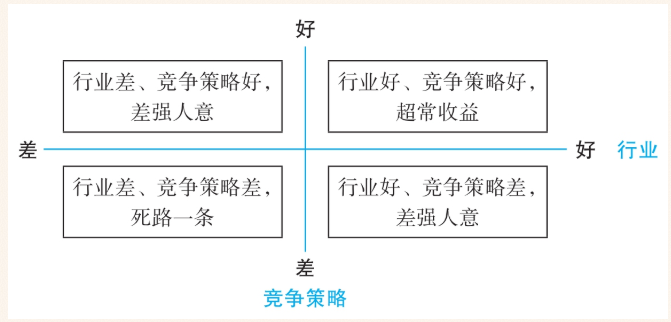 好
行业差、竞争策略好，
差强人意
行业好、竞争策略好，
超常收益
差
好
行业
行业差、竞争策略差，
死路一条
行业好、竞争策略差，
差强人意
差
竞争策略